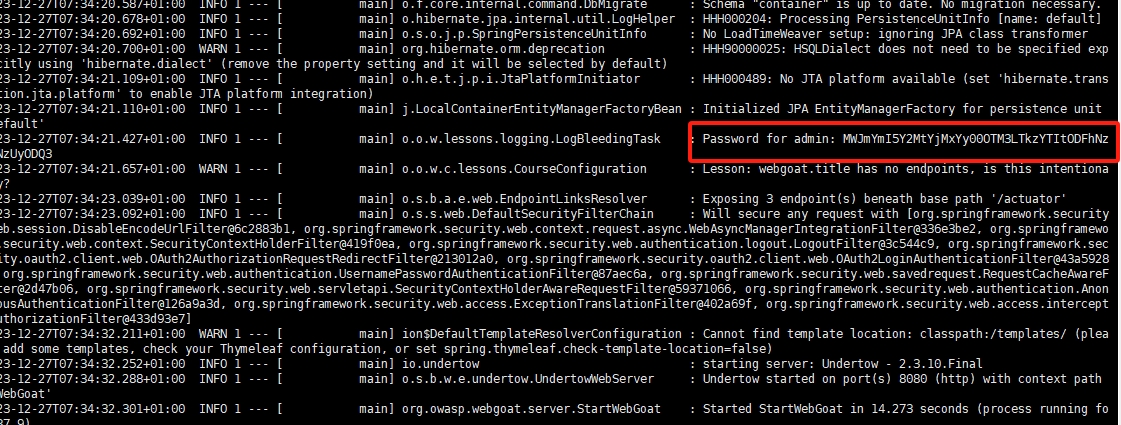 23-12-27T07:34:20.587+01:00  INFO 1 --- [           main] o.f.core.internal.command.DbMigrate      : Schema "container" is up to date. No migration necessary.
23-12-27T07:34:20.678+01:00  INFO 1 --- [           main] o.hibernate.jpa.internal.util.LogHelper  : HHH000204: Processing PersistenceUnitInfo [name: default]
23-12-27T07:34:20.692+01:00  INFO 1 --- [           main] o.s.o.j.p.SpringPersistenceUnitInfo      : No LoadTimeWeaver setup: ignoring JPA class transformer
23-12-27T07:34:20.700+01:00  WARN 1 --- [           main] org.hibernate.orm.deprecation            : HHH90000025: HSQLDialect does not need to be specified exp
citly using 'hibernate.dialect' (remove the property setting and it will be selected by default)
23-12-27T07:34:21.109+01:00  INFO 1 --- [           main] o.h.e.t.j.p.i.JtaPlatformInitiator       : HHH000489: No JTA platform available (set 'hibernate.trans
tion.jta.platform' to enable JTA platform integration)
23-12-27T07:34:21.110+01:00  INFO 1 --- [           main] j.LocalContainerEntityManagerFactoryBean : Initialized JPA EntityManagerFactory for persistence unit
efault'
23-12-27T07:34:21.427+01:00  INFO 1 --- [           main] o.o.w.lessons.logging.LogBleedingTask    : Password for admin: MWJmYmI5Y2MtYjMxYy00OTM3LTkzYTItODFhNz
NzUyODQ3
23-12-27T07:34:21.657+01:00  WARN 1 --- [           main] o.o.w.c.lessons.CourseConfiguration      : Lesson: webgoat.title has no endpoints, is this intentiona
y?
23-12-27T07:34:23.039+01:00  INFO 1 --- [           main] o.s.b.a.e.web.EndpointLinksResolver      : Exposing 3 endpoint(s) beneath base path '/actuator'
23-12-27T07:34:23.092+01:00  INFO 1 --- [           main] o.s.s.web.DefaultSecurityFilterChain     : Will secure any request with [org.springframework.security
eb.session.DisableEncodeUrlFilter@6c2883b1, org.springframework.security.web.context.request.async.WebAsyncManagerIntegrationFilter@336e3be2, org.springframewo
.security.web.context.SecurityContextHolderFilter@419f0ea, org.springframework.security.web.authentication.logout.LogoutFilter@3c544c9, org.springframework.sec
ity.oauth2.client.web.OAuth2AuthorizationRequestRedirectFilter@213012a0, org.springframework.security.oauth2.client.web.OAuth2LoginAuthenticationFilter@43a5928
 org.springframework.security.web.authentication.UsernamePasswordAuthenticationFilter@87aec6a, org.springframework.security.web.savedrequest.RequestCacheAwareF
ter@2d47b06, org.springframework.security.web.servletapi.SecurityContextHolderAwareRequestFilter@59371066, org.springframework.security.web.authentication.Anon
ousAuthenticationFilter@126a9a3d, org.springframework.security.web.access.ExceptionTranslationFilter@402a69f, org.springframework.security.web.access.intercept
uthorizationFilter@433d93e7]
23-12-27T07:34:32.211+01:00  WARN 1 --- [           main] ion$DefaultTemplateResolverConfiguration : Cannot find template location: classpath:/templates/ (plea
 add some templates, check your Thymeleaf configuration, or set spring.thymeleaf.check-template-location=false)
23-12-27T07:34:32.252+01:00  INFO 1 --- [           main] io.undertow                              : starting server: Undertow - 2.3.10.Final
23-12-27T07:34:32.288+01:00  INFO 1 --- [           main] o.s.b.w.e.undertow.UndertowWebServer     : Undertow started on port(s) 8080 (http) with context path
WebGoat'
23-12-27T07:34:32.301+01:00  INFO 1 --- [           main] org.owasp.webgoat.server.StartWebGoat    : Started StartWebGoat in 14.273 seconds (process running fo
37.9)